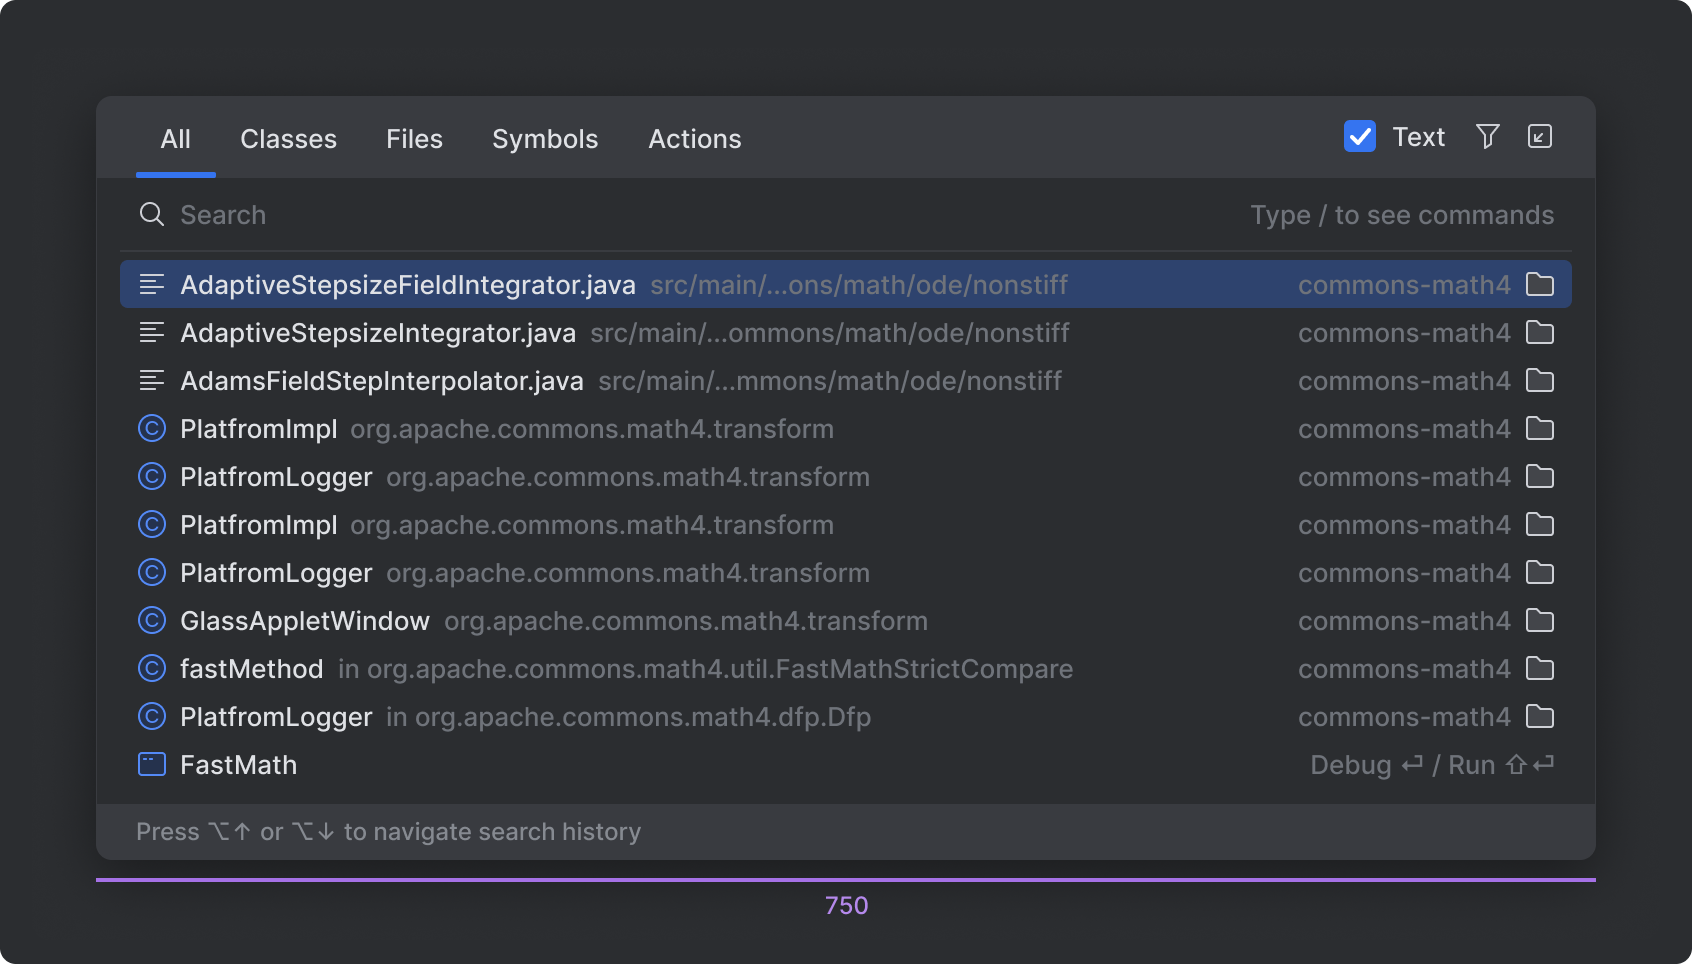 All Classes Files Symbols Actions Text
Search Type / to see commands
AdaptiveStepsizeFieldIntegrator.java src/main/...ons/math/ode/nonstiff commons-math4
AdaptiveStepsizeIntegrator.java src/main/...ommons/math/ode/nonstiff commons-math4
AdamsFieldStepInterpolator.java src/main/...mmons/math/ode/nonstiff commons-math4
PlatfromImpl org.apache.commons.math4.transform commons-math4
PlatfromLogger org.apache.commons.math4.transform commons-math4
PlatfromImpl org.apache.commons.math4.transform commons-math4
PlatfromLogger org.apache.commons.math4.transform commons-math4
GlassAppletWindow org.apache.commons.math4.transform commons-math4
fastMethod in org.apache.commons.math4.util.FastMathStrictCompare commons-math4
PlatfromLogger in org.apache.commons.math4.dfp.Dfp commons-math4
FastMath Debug ⏎ / Run ⇧⏎
Press ⌥↑ or ⌥↓ to navigate search history
750